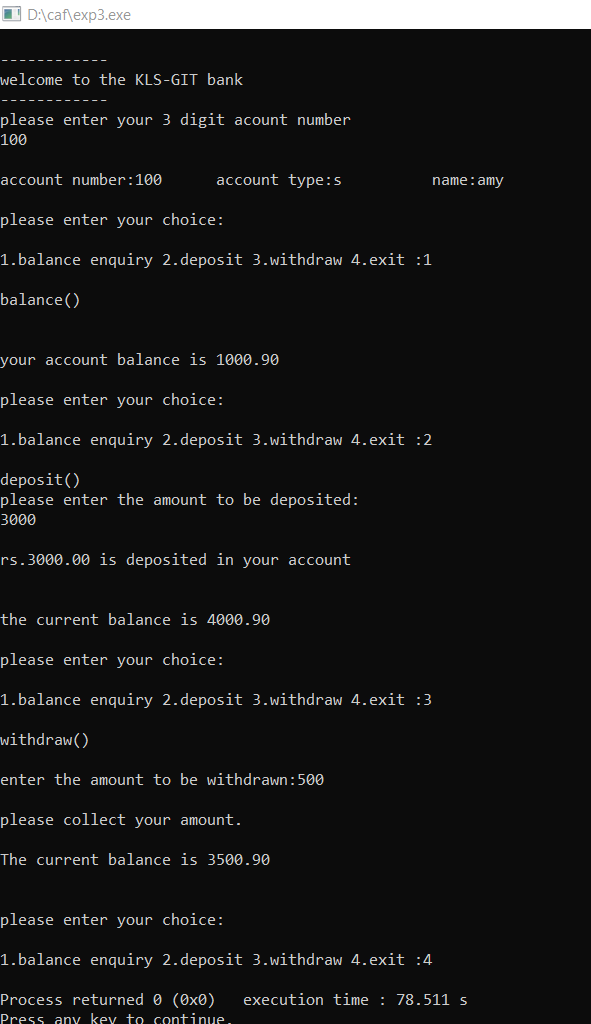 D:\caf\exp3.exe
------------
welcome to the KLS-GIT bank
------------
please enter your 3 digit acount number
100
account number:100      account type:s          name:amy
please enter your choice:
1.balance enquiry 2.deposit 3.withdraw 4.exit :1
balance()
your account balance is 1000.90
please enter your choice:
1.balance enquiry 2.deposit 3.withdraw 4.exit :2
deposit()
please enter the amount to be deposited:
3000
rs.3000.00 is deposited in your account
the current balance is 4000.90
please enter your choice:
1.balance enquiry 2.deposit 3.withdraw 4.exit :3
withdraw()
enter the amount to be withdrawn:500
please collect your amount.
The current balance is 3500.90
please enter your choice:
1.balance enquiry 2.deposit 3.withdraw 4.exit :4
Process returned 0 (0x0)   execution time : 78.511 s
Press any key to continue.